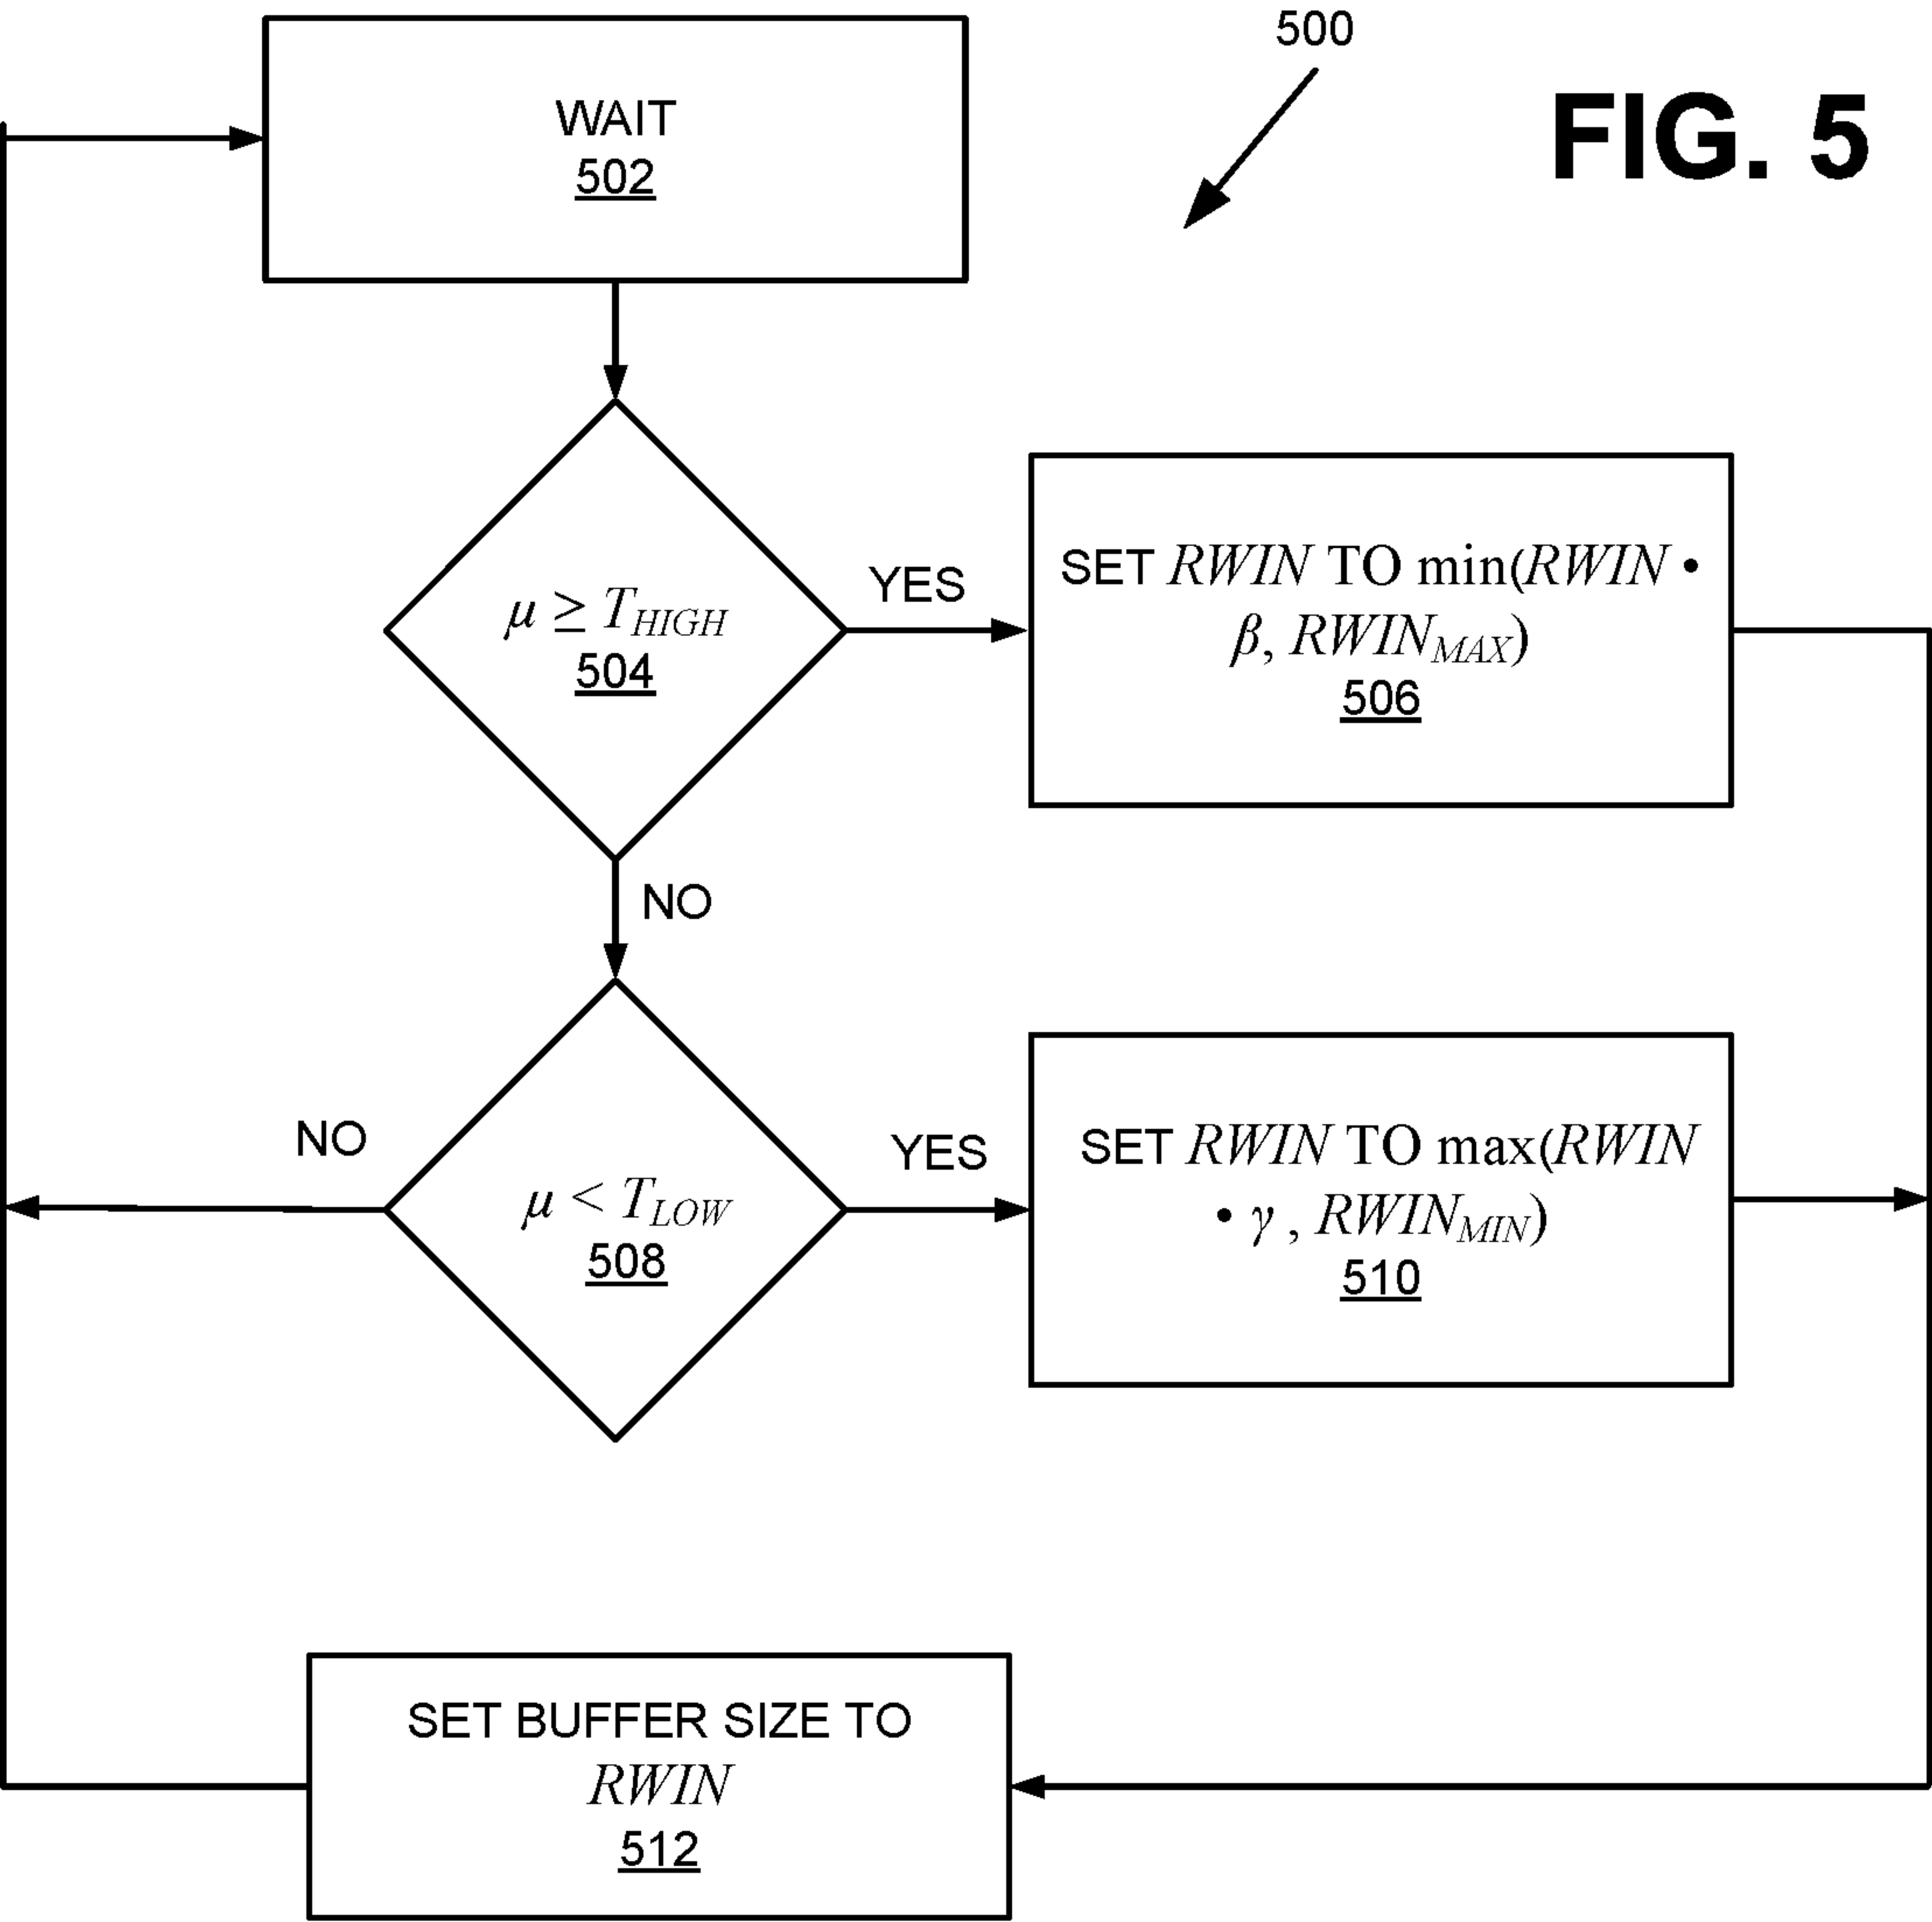 500
FIG. 5
WAIT
502
μ ≥ T_HIGH
504
YES
SET RWIN TO min(RWIN •
β, RWIN_MAX)
506
NO
NO
μ < T_LOW
508
YES
SET RWIN TO max(RWIN
• γ , RWIN_MIN)
510
SET BUFFER SIZE TO
RWIN
512